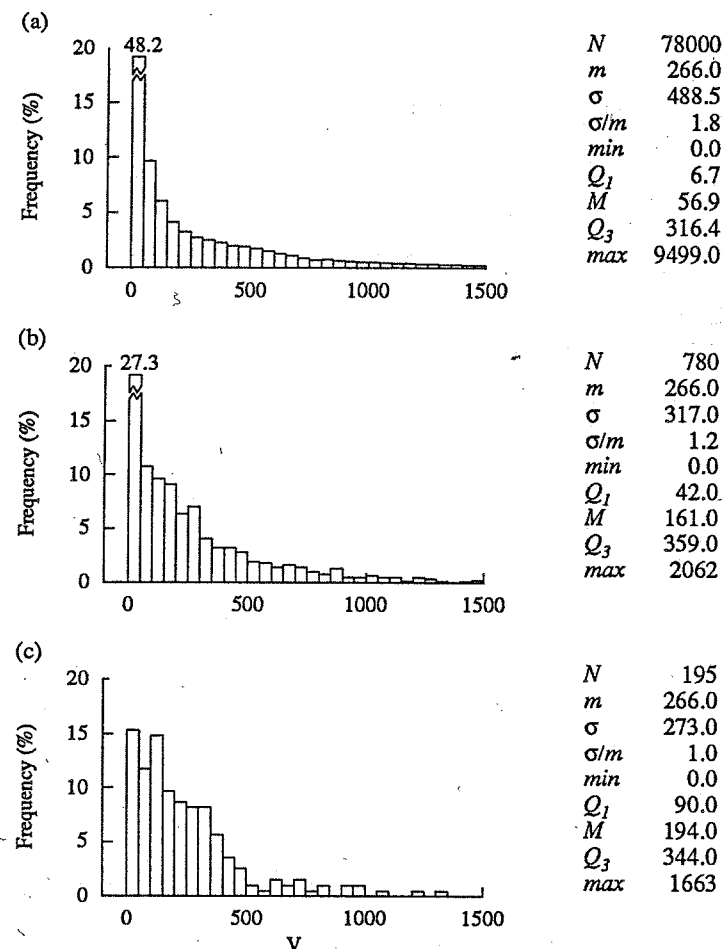 (a)
48.2
20
15
10
5
0
Frequency (%)
0 500 1000 1500
N 78000
m 266.0
σ 488.5
σ/m 1.8
min 0.0
Q1 6.7
M 56.9
Q3 316.4
max 9499.0
(b)
27.3
20
15
10
5
0
Frequency (%)
0 500 1000 1500
N 780
m 266.0
σ 317.0
σ/m 1.2
min 0.0
Q1 42.0
M 161.0
Q3 359.0
max 2062
(c)
20
15
10
5
0
Frequency (%)
0 500 1000 1500
V
N 195
m 266.0
σ 273.0
σ/m 1.0
min 0.0
Q1 90.0
M 194.0
Q3 344.0
max 1663